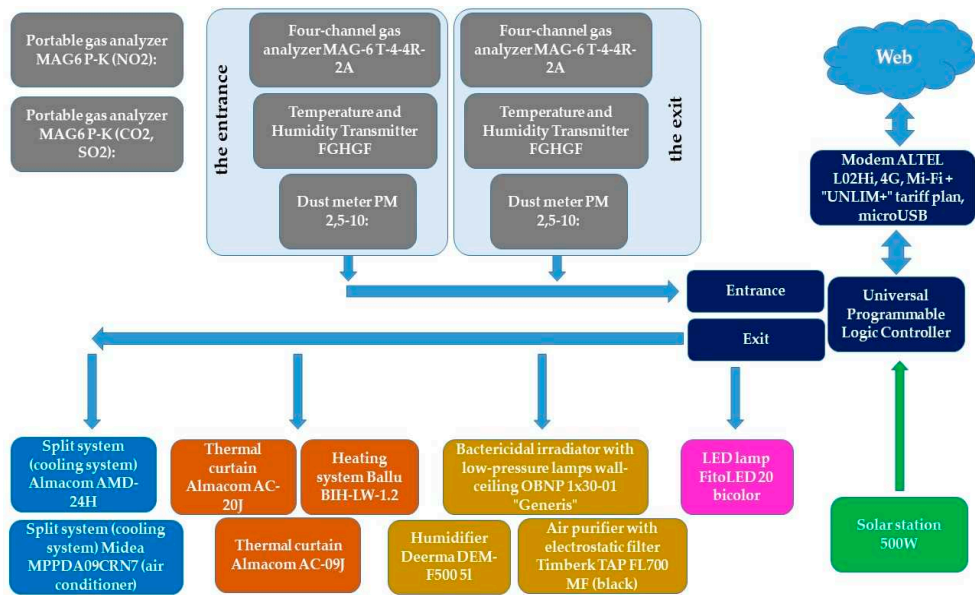 Portable gas analyzer
MAG6 P-K (NO2):
Portable gas analyzer
MAG6 P-K (CO2,
SO2):
the entrance
Four-channel gas
analyzer MAG-6 T-4-4R-
2A
Temperature and
Humidity Transmitter
FGHGF
Dust meter PM
2,5-10:
Four-channel gas
analyzer MAG-6 T-4-4R-
2A
Temperature and
Humidity Transmitter
FGHGF
Dust meter PM
2,5-10:
the exit
Web
Modem ALTEL
L02Hi, 4G, Mi-Fi +
"UNLIM+" tariff plan,
microUSB
Entrance
Exit
Universal
Programmable
Logic Controller
Split system
(cooling system)
Almacom AMD-
24H
Split system (cooling
system) Midea
MPPDA09CRN7 (air
conditioner)
Thermal
curtain
Almacom AC-
20J
Heating
system Ballu
BIH-LW-1.2
Thermal curtain
Almacom AC-09J
Bactericidal irradiator with
low-pressure lamps wall-
ceiling OBNP 1x30-01
"Generis"
Humidifier
Deerma DEM-
F500 5l
Air purifier with
electrostatic filter
Timberk TAP FL700
MF (black)
LED lamp
FitoLED 20
bicolor
Solar station
500W